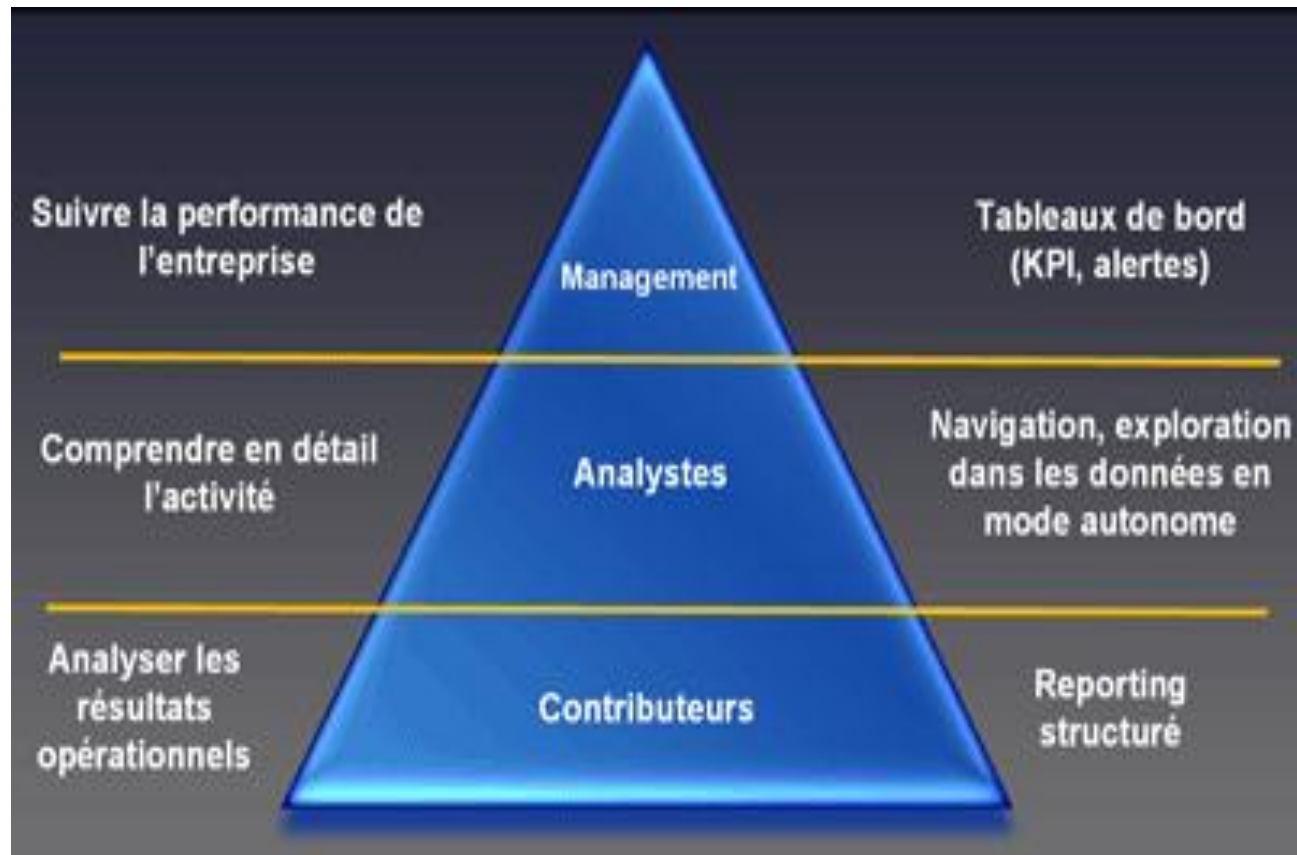 Suivre la performance de
l'entreprise
Management
Tableaux de bord
(KPI, alertes)
Comprendre en détail
l'activité
Analystes
Navigation, exploration
dans les données en
mode autonome
Analyser les
résultats
opérationnels
Contributeurs
Reporting
structuré